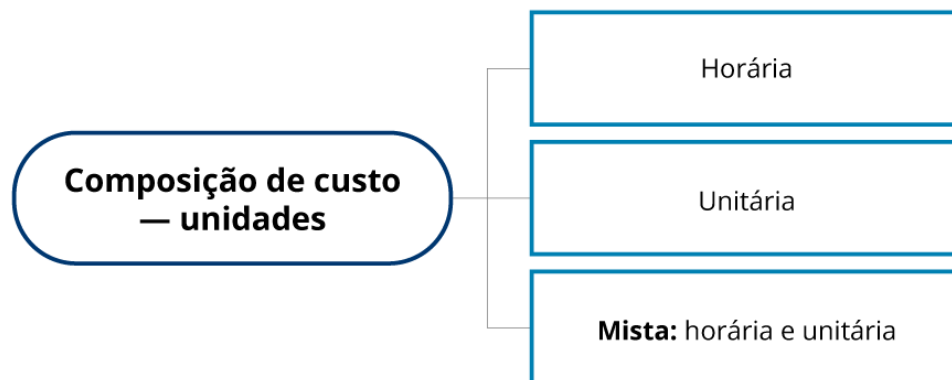 Composição de custo
— unidades
Horária
Unitária
Mista: horária e unitária